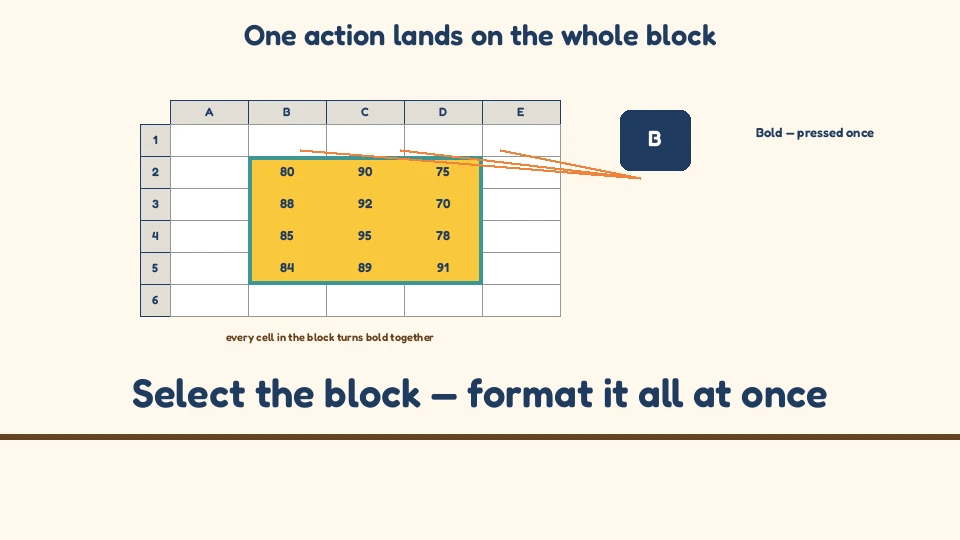 One action lands on the whole block
A B C D E
B
Bold — pressed once
1
2 80 90 75
3 88 92 70
4 85 95 78
5 84 89 91
6
every cell in the block turns bold together
Select the block — format it all at once